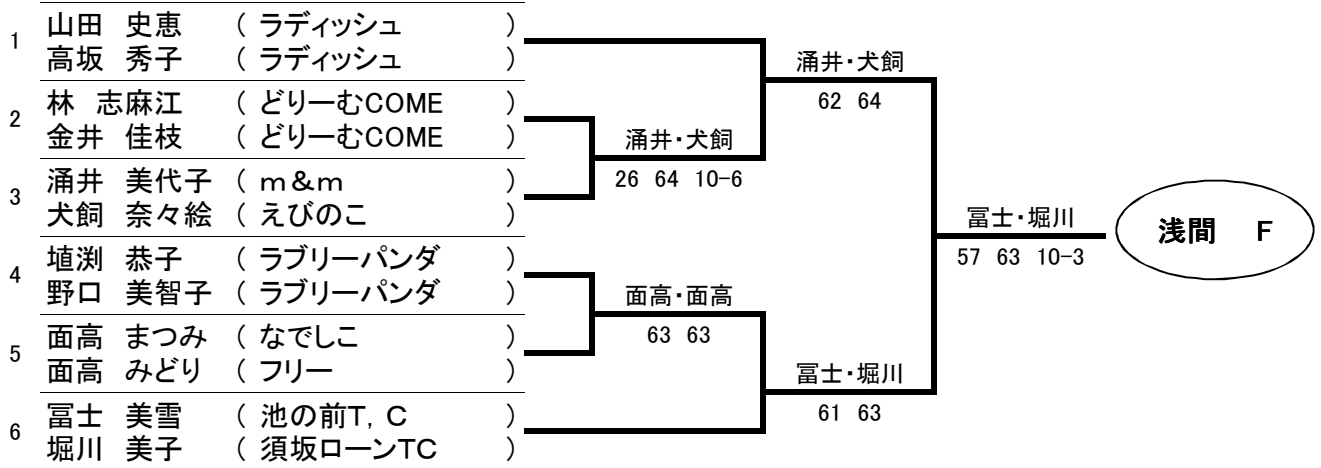 1
山田 史恵 ( ラディッシュ )
高坂 秀子 ( ラディッシュ )
2
林 志麻江 ( どりーむCOME )
金井 佳枝 ( どりーむCOME )
3
涌井 美代子 ( m&m )
犬飼 奈々絵 ( えびのこ )
4
埴渕 恭子 ( ラブリーパンダ )
野口 美智子 ( ラブリーパンダ )
5
面高 まつみ ( なでしこ )
面高 みどり ( フリー )
6
冨士 美雪 ( 池の前T, C )
堀川 美子 ( 須坂ローンTC )
涌井・犬飼
26 64 10-6
面高・面高
63 63
涌井・犬飼
62 64
冨士・堀川
61 63
冨士・堀川
57 63 10-3
浅間 F